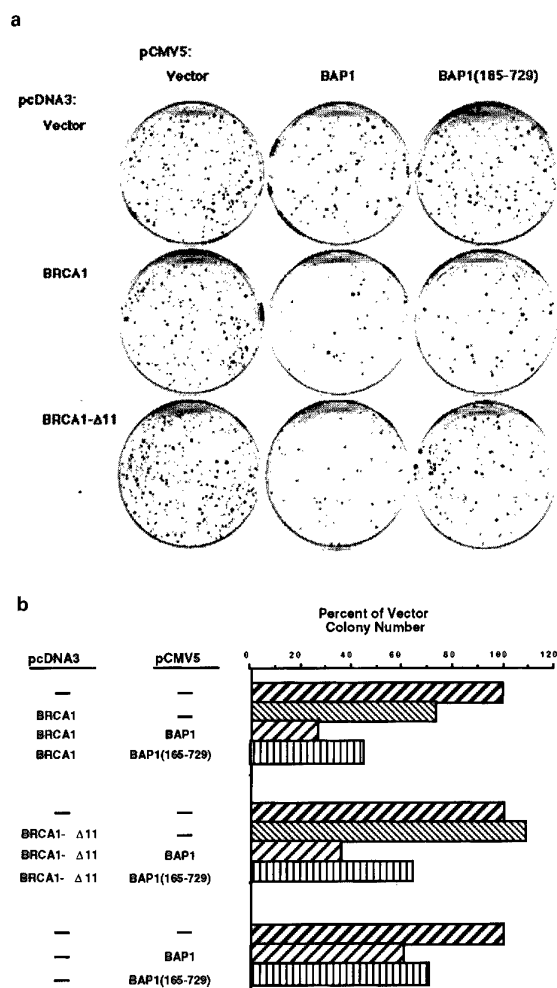 a
pCMV5:
Vector BAP1 BAP1(185-729)
pcDNA3:
Vector
BRCA1
BRCA1-Δ11
b
Percent of Vector
Colony Number
pcDNA3 pCMV5
0 20 40 60 80 100 120
— —
BRCA1 —
BRCA1 BAP1
BRCA1 BAP1(165-729)
— —
BRCA1- Δ11 —
BRCA1- Δ11 BAP1
BRCA1- Δ11 BAP1(165-729)
— —
— BAP1
— BAP1(165-729)